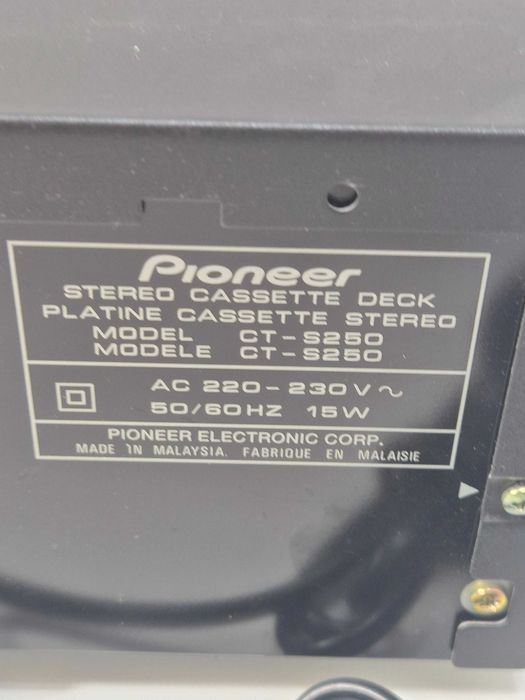 Pioneer
STEREO CASSETTE DECK
PLATINE CASSETTE STEREO
MODEL CT-S250
MODELE CT-S250
AC 220-230V~
50/60HZ 15W
PIONEER ELECTRONIC CORP.
MADE IN MALAYSIA. FABRIQUE EN MALAISIE